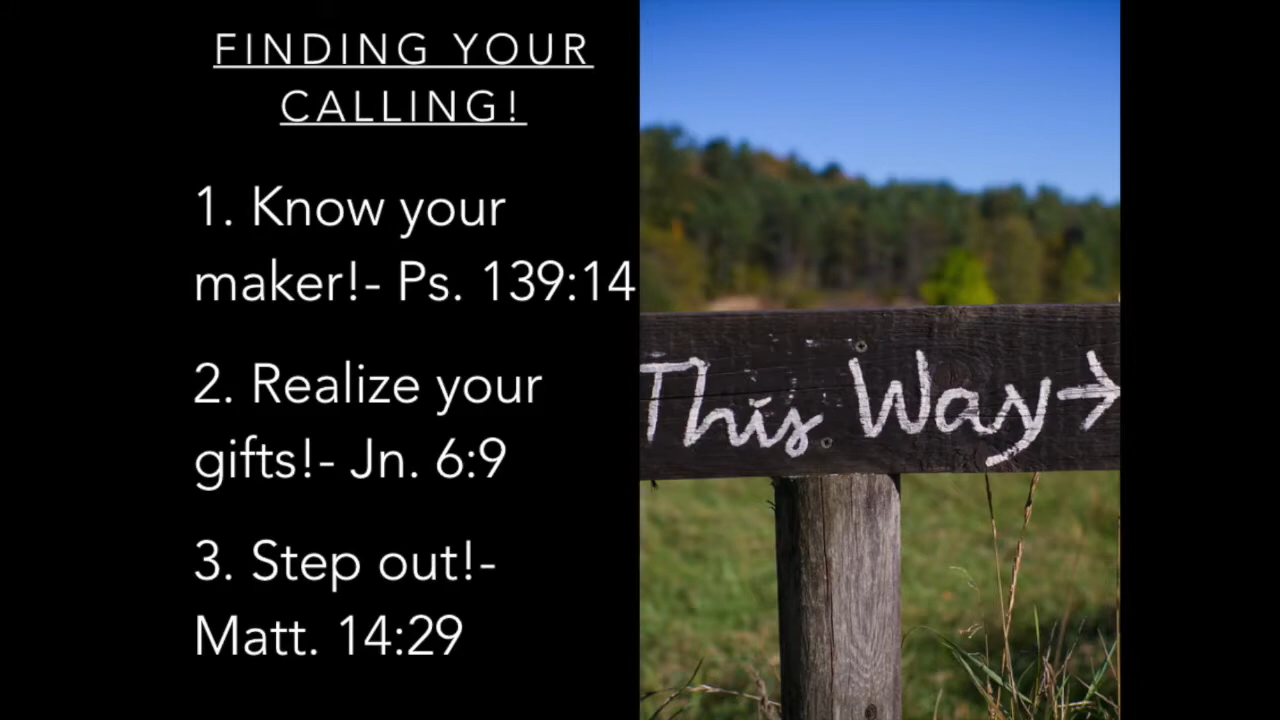 FINDING YOUR
CALLING!
1. Know your
maker!- Ps. 139:14
2. Realize your
gifts!- Jn. 6:9
3. Step out!-
Matt. 14:29
This Way→